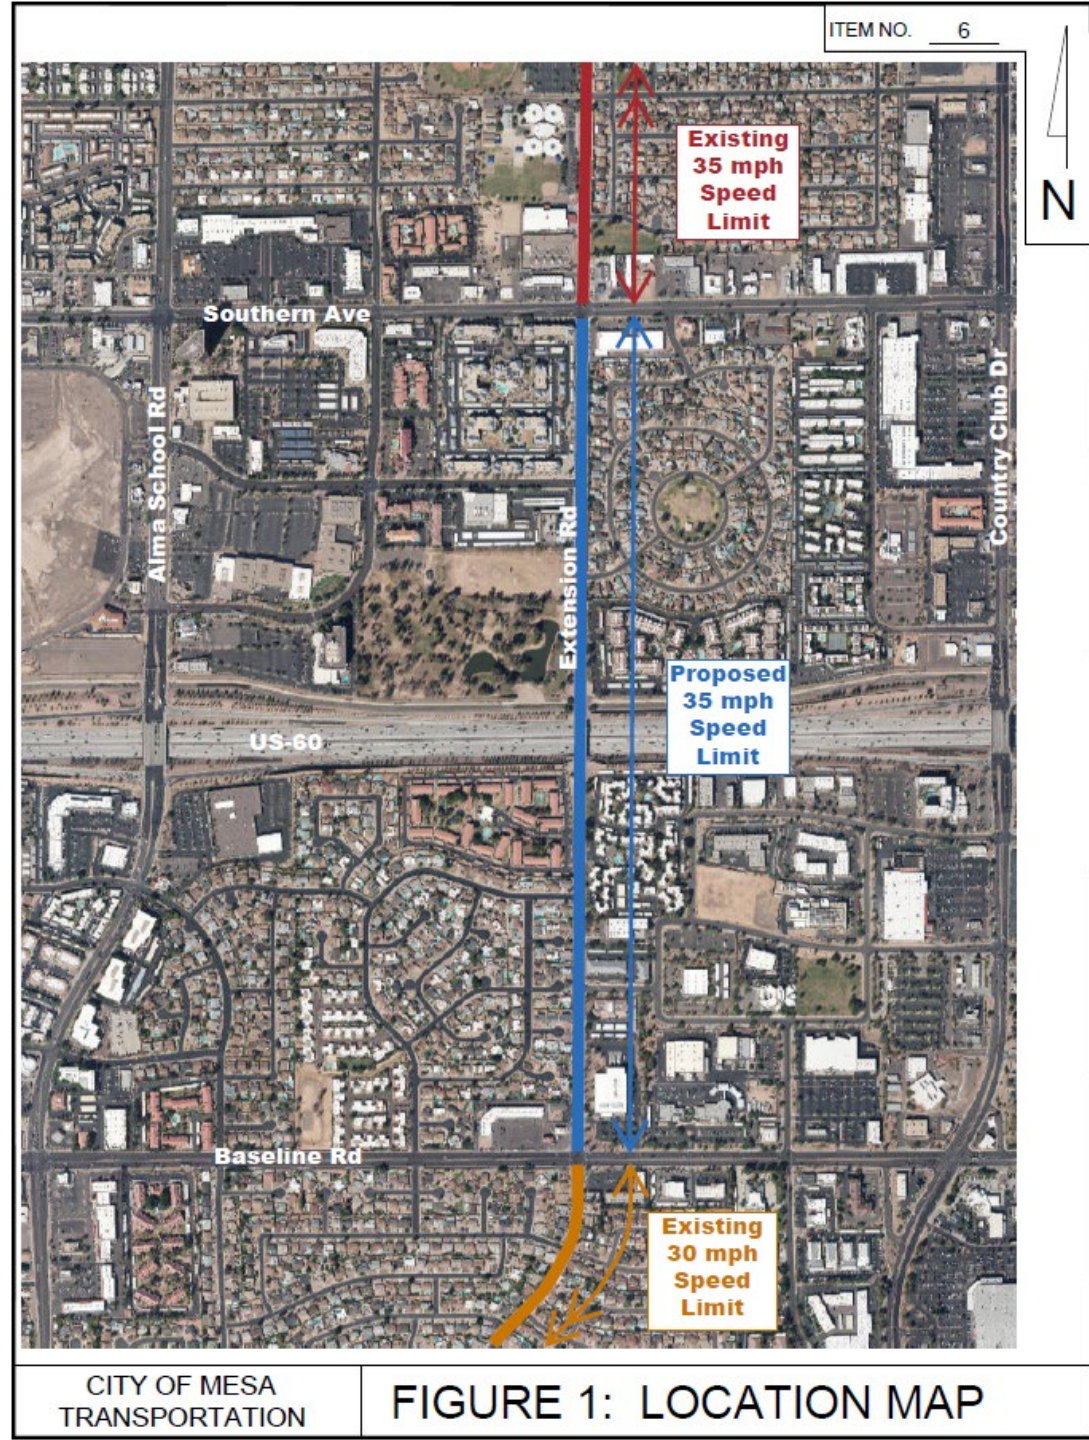 ITEM NO. 6
N
Existing
35 mph
Speed
Limit
Southern Ave
Alma School Rd
Country Club Dr
Extension Rd
Proposed
35 mph
Speed
Limit
US-60
Baseline Rd
Existing
30 mph
Speed
Limit
CITY OF MESA
TRANSPORTATION
FIGURE 1: LOCATION MAP